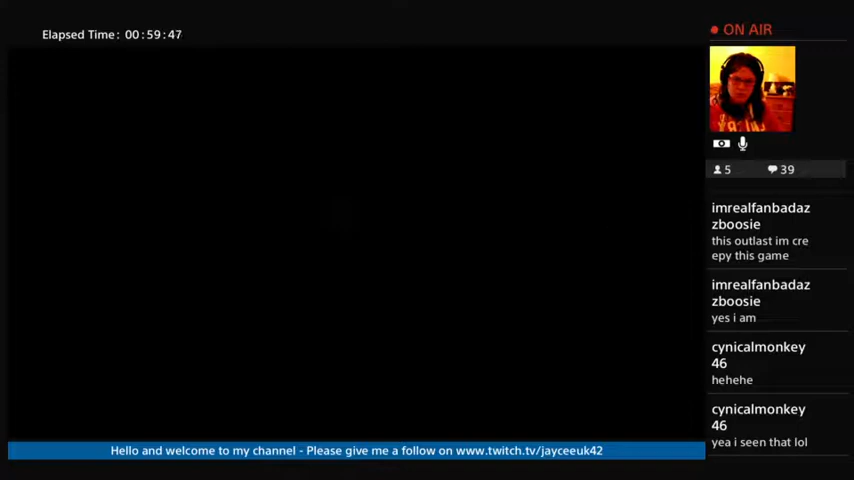 Elapsed Time: 00:59:47
ON AIR
5 39
imrealfanbadaz
zboosie
this outlast im cre
epy this game
imrealfanbadaz
zboosie
yes i am
cynicalmonkey
46
hehehe
cynicalmonkey
46
yea i seen that lol
Hello and welcome to my channel - Please give me a follow on www.twitch.tv/jayceeuk42